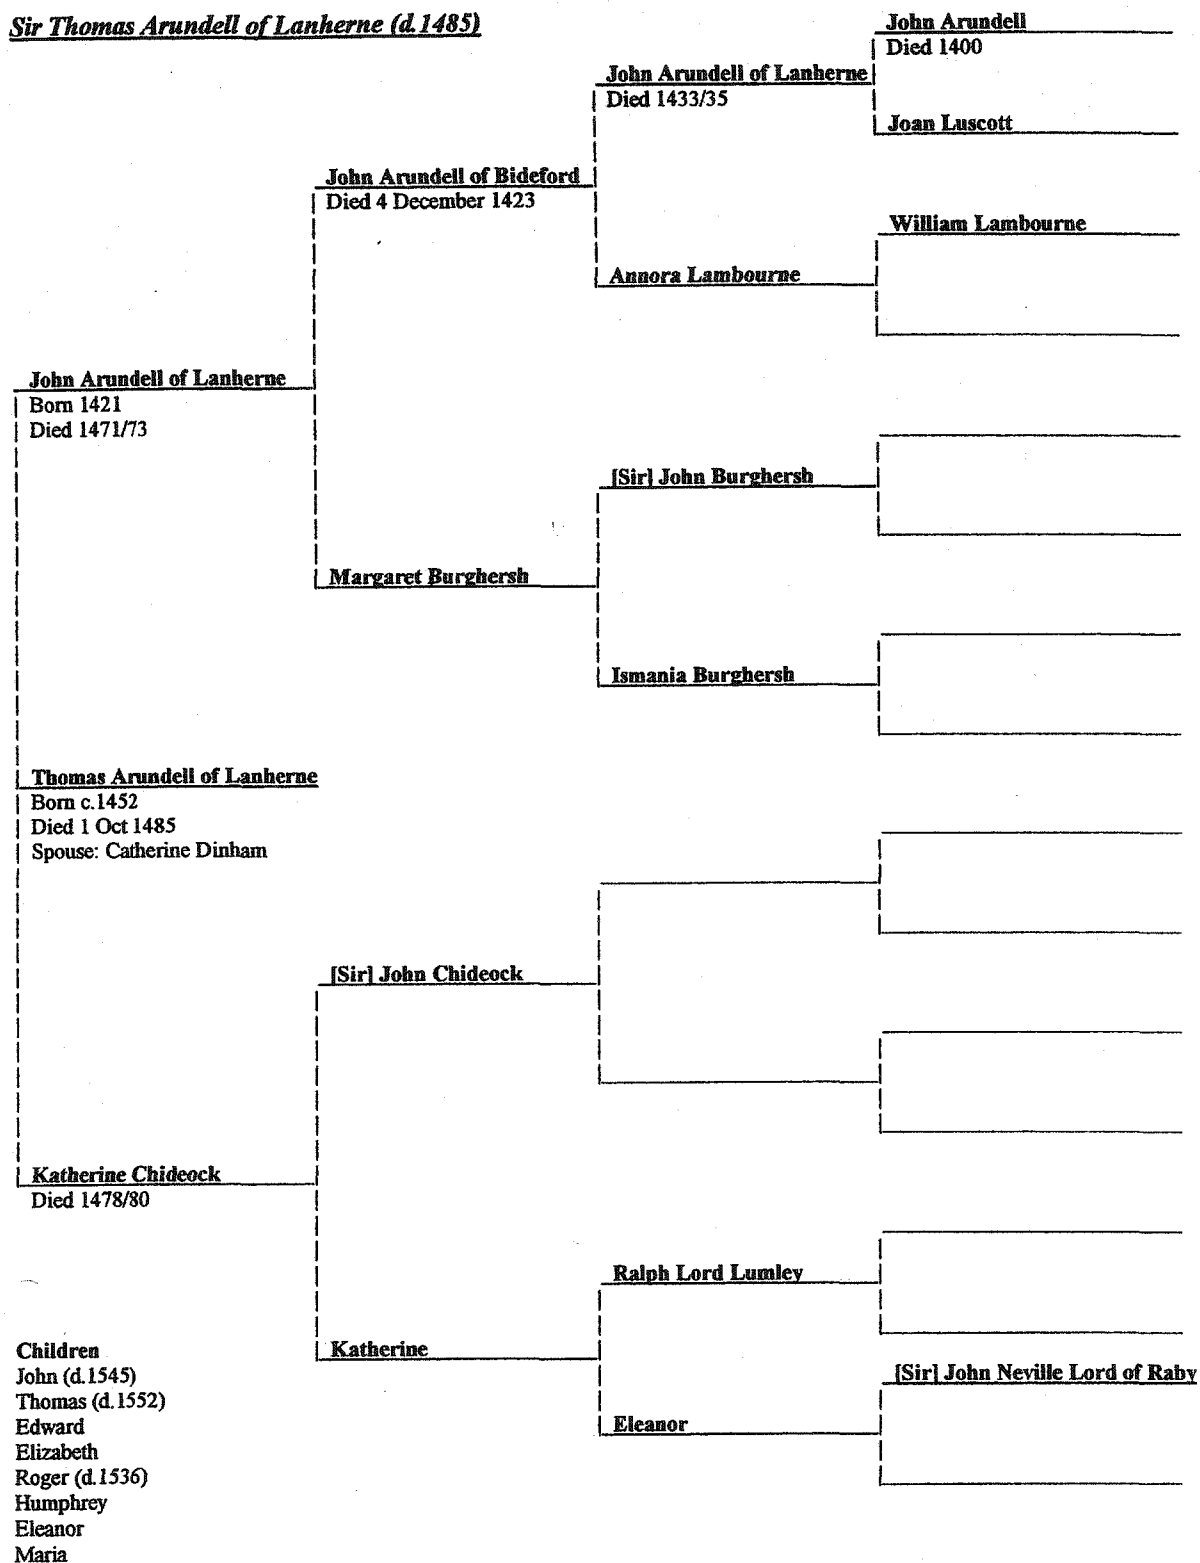 Sir Thomas Arundell of Lanherne (d.1485)
John Arundell
Died 1400
John Arundell of Lanherne
Died 1433/35
Joan Luscott
John Arundell of Bideford
Died 4 December 1423
William Lambourne
Annora Lambourne
John Arundell of Lanherne
Born 1421
Died 1471/73
[Sir] John Burghersh
Margaret Burghersh
Ismania Burghersh
Thomas Arundell of Lanherne
Born c.1452
Died 1 Oct 1485
Spouse: Catherine Dinham
[Sir] John Chideock
Katherine Chideock
Died 1478/80
Ralph Lord Lumley
Katherine
[Sir] John Neville Lord of Raby
Eleanor
Children
John (d.1545)
Thomas (d.1552)
Edward
Elizabeth
Roger (d.1536)
Humphrey
Eleanor
Maria